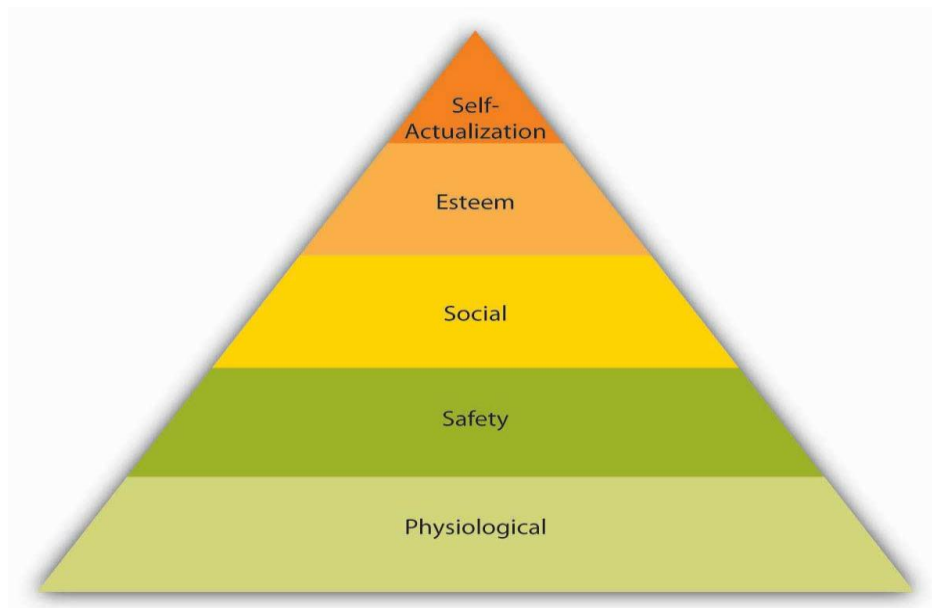 Self-
Actualization
Esteem
Social
Safety
Physiological